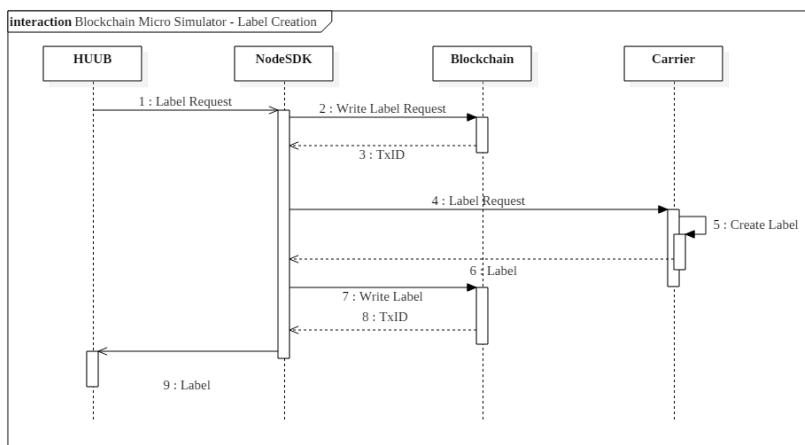 interaction Blockchain Micro Simulator - Label Creation
HUUB
NodeSDK
Blockchain
Carrier
1 : Label Request
2 : Write Label Request
3 : TxID
4 : Label Request
5 : Create Label
6 : Label
7 : Write Label
8 : TxID
9 : Label